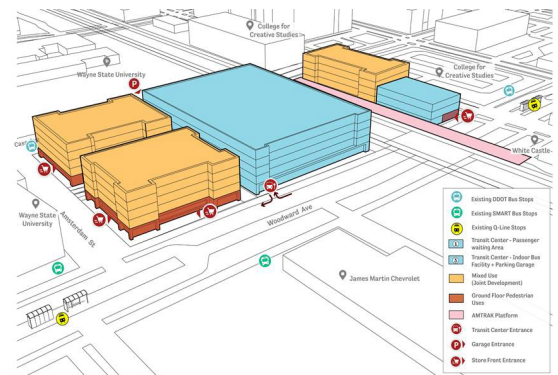 College for
Creative Studies
Wayne State University
College for
Creative Studies
P
White Castle
Wayne State
University
Amsterdam St
Woodward Ave
James Martin Chevrolet
Existing DDOT Bus Stops
Existing SMART Bus Stops
Existing Q-Line Stops
Transit Center - Passenger
waiting Area
Transit Center - Indoor Bus
Facility + Parking Garage
Mixed Use
(Joint Development)
Ground Floor Pedestrian
Uses
AMTRAK Platform
Transit Center Entrance
P
Garage Entrance
Store Front Entrance